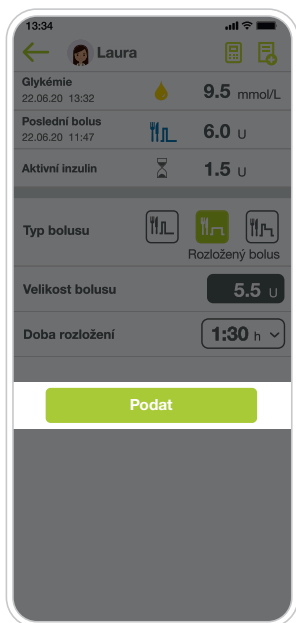 13:34
Laura
Glykémie
22.06.20 13:32
9.5 mmol/L
Poslední bolus
22.06.20 11:47
6.0 U
Aktivní inzulin
1.5 U
Typ bolusu
Rozložený bolus
Velikost bolusu
5.5 U
Doba rozložení
1:30 h
Podat